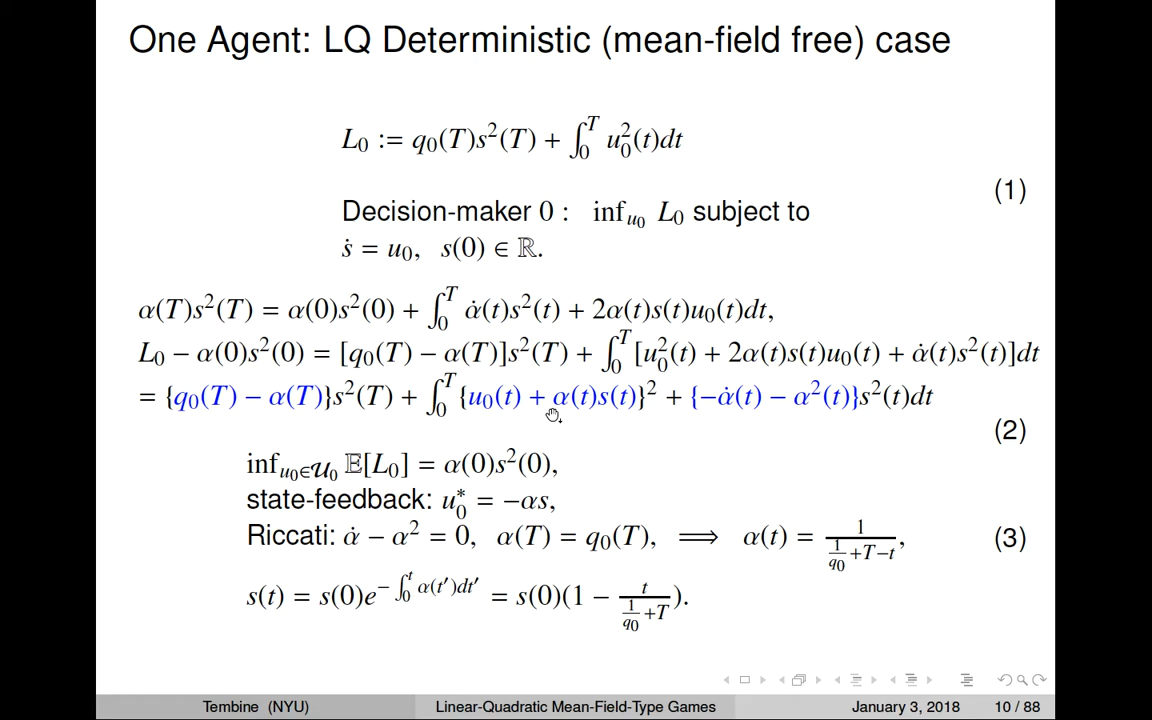 One Agent: LQ Deterministic (mean-field free) case
L₀ := q₀(T)s²(T) + ∫₀ᵀ u₀²(t)dt
(1)
Decision-maker 0 : inf_{u₀} L₀ subject to
ṡ = u₀, s(0) ∈ ℝ.
α(T)s²(T) = α(0)s²(0) + ∫₀ᵀ α̇(t)s²(t) + 2α(t)s(t)u₀(t)dt,
L₀ − α(0)s²(0) = [q₀(T) − α(T)]s²(T) + ∫₀ᵀ [u₀²(t) + 2α(t)s(t)u₀(t) + α̇(t)s²(t)]dt
= {q₀(T) − α(T)}s²(T) + ∫₀ᵀ {u₀(t) + α(t)s(t)}² + {−α̇(t) − α²(t)}s²(t)dt
(2)
inf_{u₀∈𝒰₀} 𝔼[L₀] = α(0)s²(0),
state-feedback: u₀* = −αs,
Riccati: α̇ − α² = 0, α(T) = q₀(T), ⟹ α(t) = 1/(1/q₀ +T−t),
(3)
s(t) = s(0)e^{− ∫₀ᵗ α(t′)dt′} = s(0)(1 − t/(1/q₀ +T)).
Tembine (NYU) Linear-Quadratic Mean-Field-Type Games January 3, 2018 10 / 88